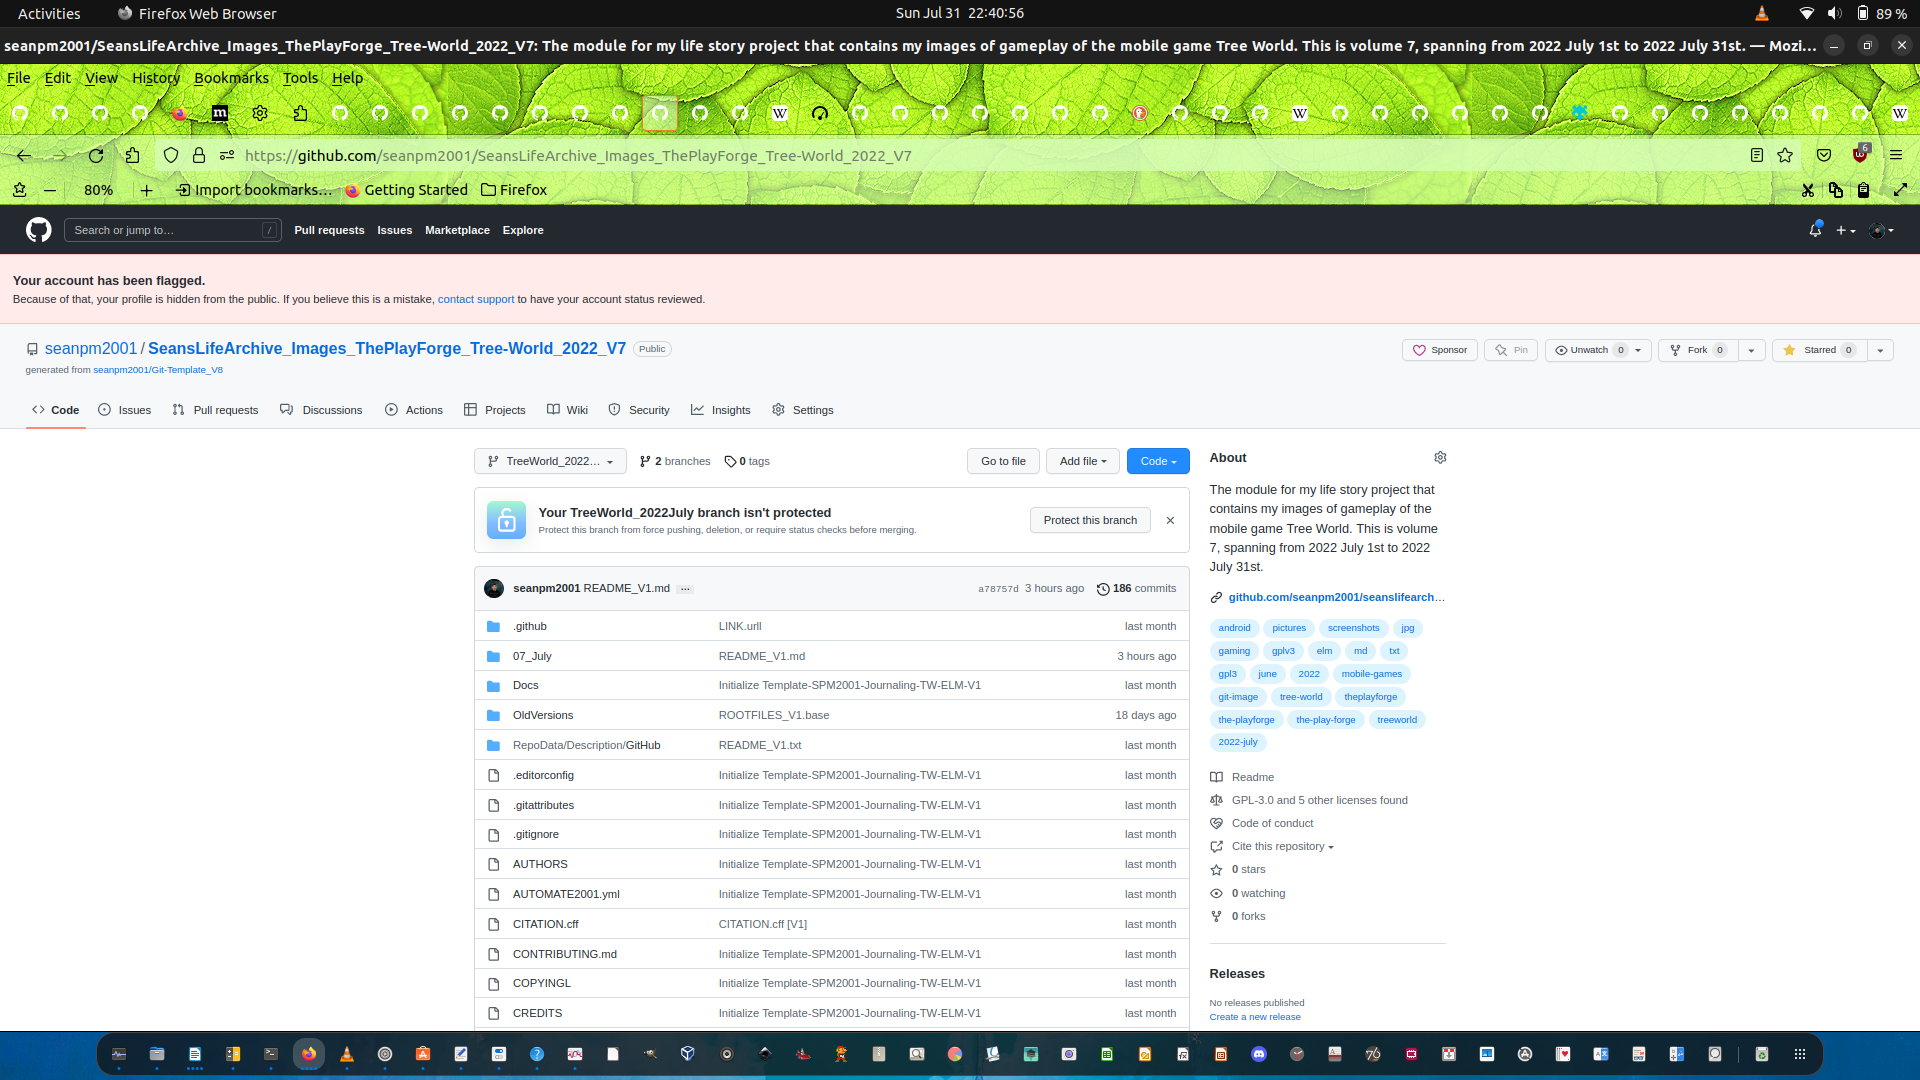 Activities Firefox Web Browser Sun Jul 31 22:40:56 89 %
seanpm2001/SeansLifeArchive_Images_ThePlayForge_Tree-World_2022_V7: The module for my life story project that contains my images of gameplay of the mobile game Tree World. This is volume 7, spanning from 2022 July 1st to 2022 July 31st. — Mozi…
File Edit View History Bookmarks Tools Help
https://github.com/seanpm2001/SeansLifeArchive_Images_ThePlayForge_Tree-World_2022_V7 6
80% Import bookmarks… Getting Started Firefox
Search or jump to… / Pull requests Issues Marketplace Explore
Your account has been flagged.
Because of that, your profile is hidden from the public. If you believe this is a mistake, contact support to have your account status reviewed.
seanpm2001 / SeansLifeArchive_Images_ThePlayForge_Tree-World_2022_V7 Public Sponsor Pin Unwatch 0 Fork 0 Starred 0
generated from seanpm2001/Git-Template_V8
Code Issues Pull requests Discussions Actions Projects Wiki Security Insights Settings
TreeWorld_2022… 2 branches 0 tags Go to file Add file Code
Your TreeWorld_2022July branch isn't protected
Protect this branch from force pushing, deletion, or require status checks before merging.
Protect this branch
seanpm2001 README_V1.md … a78757d 3 hours ago 186 commits
.github LINK.urll last month
07_July README_V1.md 3 hours ago
Docs Initialize Template-SPM2001-Journaling-TW-ELM-V1 last month
OldVersions ROOTFILES_V1.base 18 days ago
RepoData/Description/GitHub README_V1.txt last month
.editorconfig Initialize Template-SPM2001-Journaling-TW-ELM-V1 last month
.gitattributes Initialize Template-SPM2001-Journaling-TW-ELM-V1 last month
.gitignore Initialize Template-SPM2001-Journaling-TW-ELM-V1 last month
AUTHORS Initialize Template-SPM2001-Journaling-TW-ELM-V1 last month
AUTOMATE2001.yml Initialize Template-SPM2001-Journaling-TW-ELM-V1 last month
CITATION.cff CITATION.cff [V1] last month
CONTRIBUTING.md Initialize Template-SPM2001-Journaling-TW-ELM-V1 last month
COPYINGL Initialize Template-SPM2001-Journaling-TW-ELM-V1 last month
CREDITS Initialize Template-SPM2001-Journaling-TW-ELM-V1 last month
About
The module for my life story project that
contains my images of gameplay of the
mobile game Tree World. This is volume
7, spanning from 2022 July 1st to 2022
July 31st.
github.com/seanpm2001/seanslifearch…
android pictures screenshots jpg
gaming gplv3 elm md txt
gpl3 june 2022 mobile-games
git-image tree-world theplayforge
the-playforge the-play-forge treeworld
2022-july
Readme
GPL-3.0 and 5 other licenses found
Code of conduct
Cite this repository
0 stars
0 watching
0 forks
Releases
No releases published
Create a new release